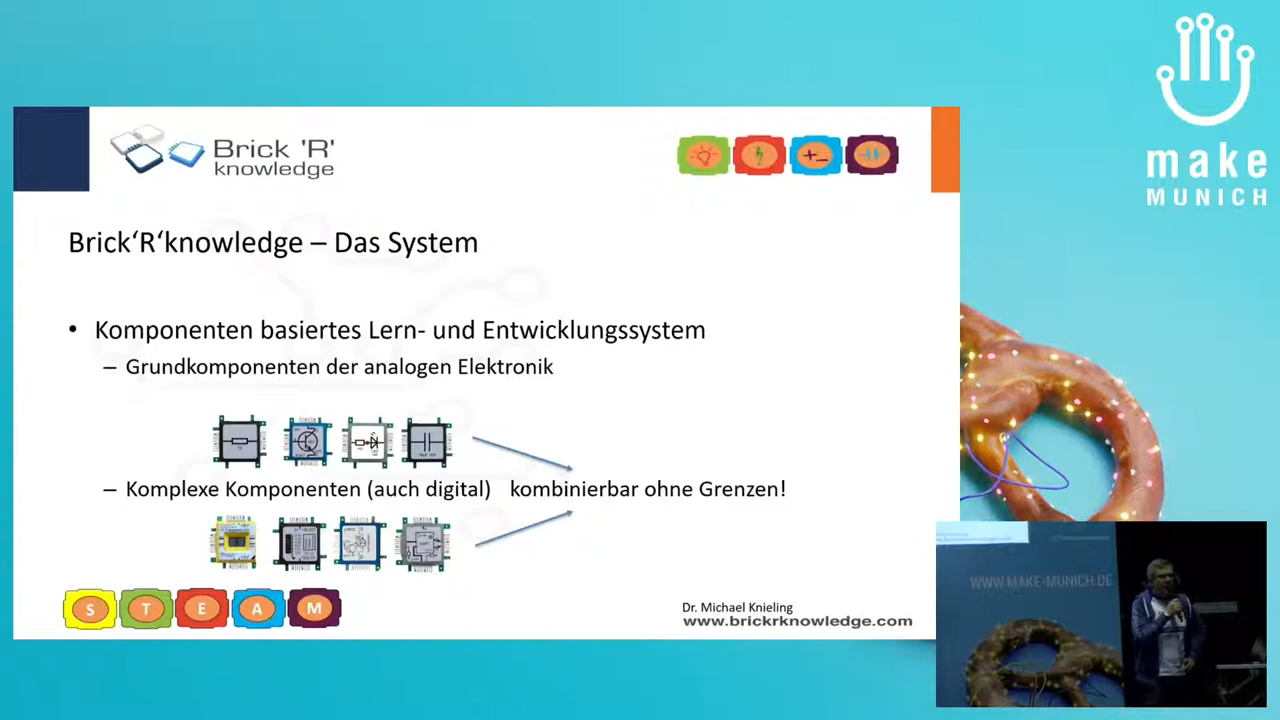 Brick 'R'
knowledge
make
MUNICH
Brick‘R‘knowledge – Das System
• Komponenten basiertes Lern- und Entwicklungssystem
– Grundkomponenten der analogen Elektronik
– Komplexe Komponenten (auch digital) kombinierbar ohne Grenzen!
S T E A M
Dr. Michael Knieling
www.brickrknowledge.com
WWW.MAKE-MUNICH.DE